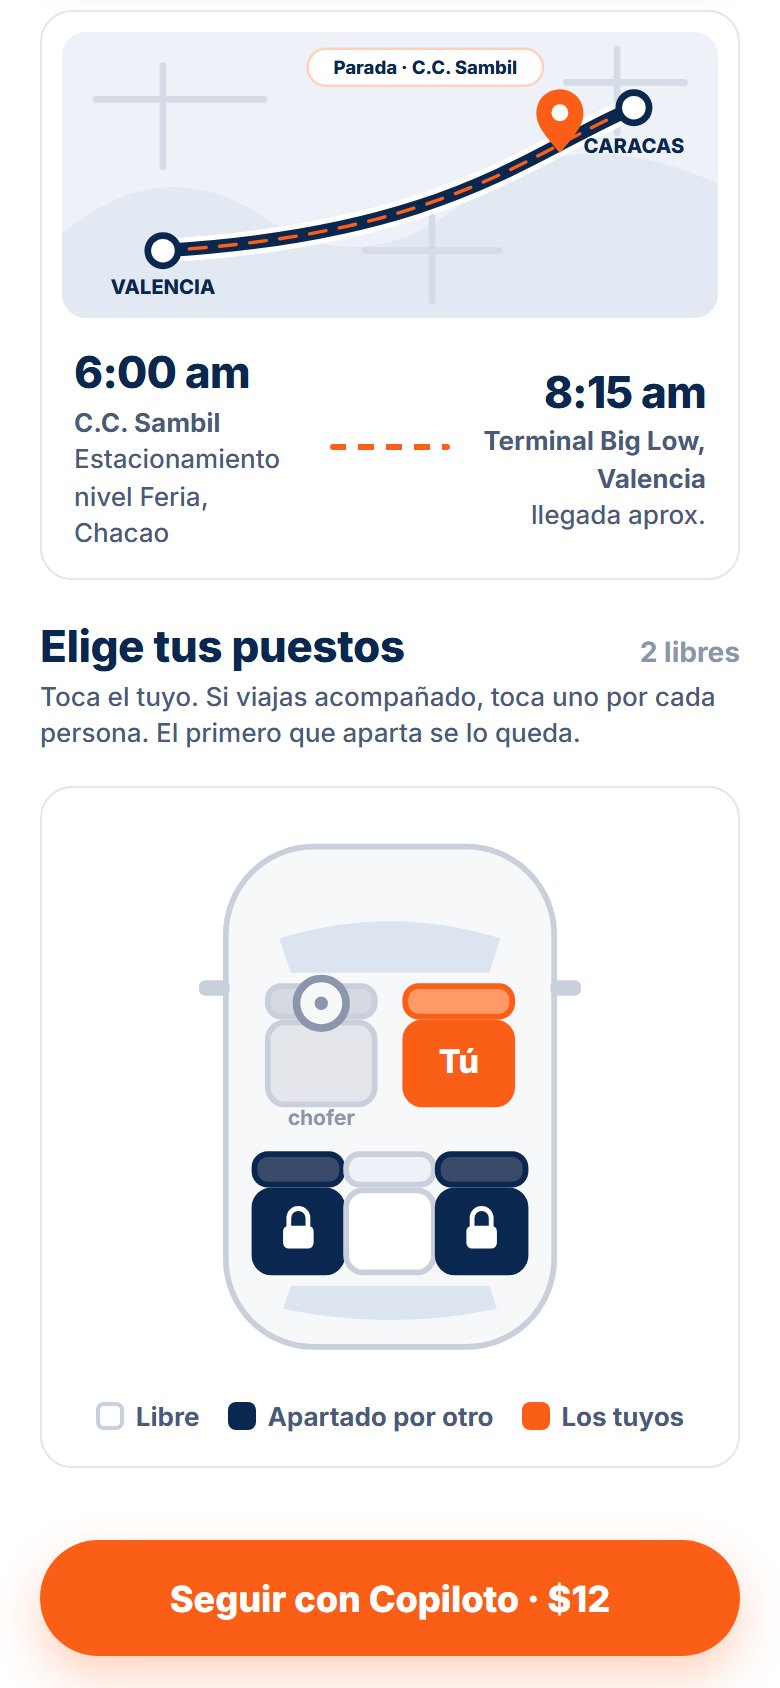 Parada · C.C. Sambil
CARACAS
VALENCIA
6:00 am
C.C. Sambil
Estacionamiento
nivel Feria,
Chacao
8:15 am
Terminal Big Low,
Valencia
llegada aprox.
Elige tus puestos
2 libres
Toca el tuyo. Si viajas acompañado, toca uno por cada
persona. El primero que aparta se lo queda.
Tú
chofer
Libre
Apartado por otro
Los tuyos
Seguir con Copiloto · $12